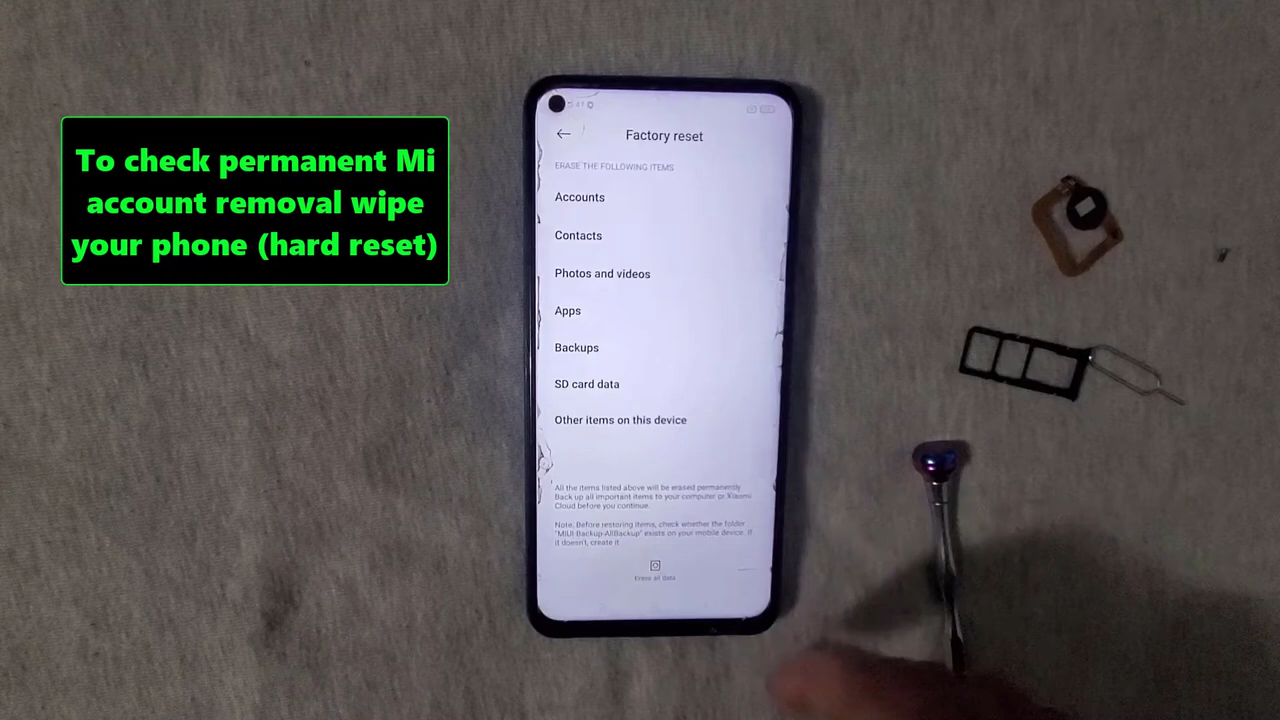 To check permanent Mi
account removal wipe
your phone (hard reset)
Factory reset
ERASE THE FOLLOWING ITEMS
Accounts
Contacts
Photos and videos
Apps
Backups
SD card data
Other items on this device
All the items listed above will be erased permanently
Back up all important items to your computer or Xiaomi
Cloud before you continue.
Note. Before restoring items, check whether the folder
"MIUI Backup-AllBackup" exists on your mobile device. If
it doesn't, create it
Erase all data